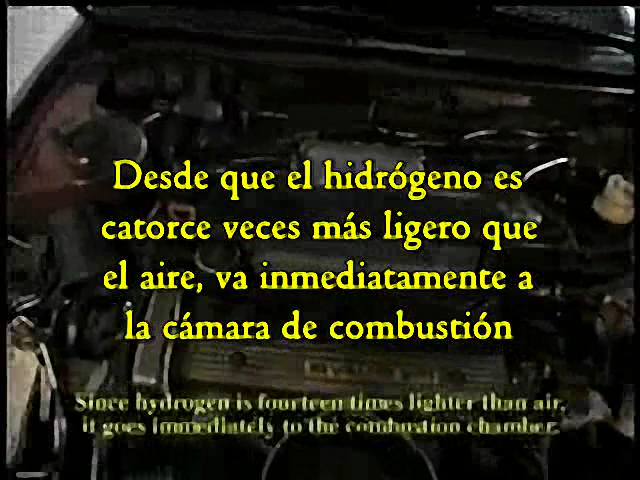 Desde que el hidrógeno es
catorce veces más ligero que
el aire, va inmediatamente a
la cámara de combustión
Since hydrogen is fourteen times lighter than air,
it goes immediately to the combustion chamber.